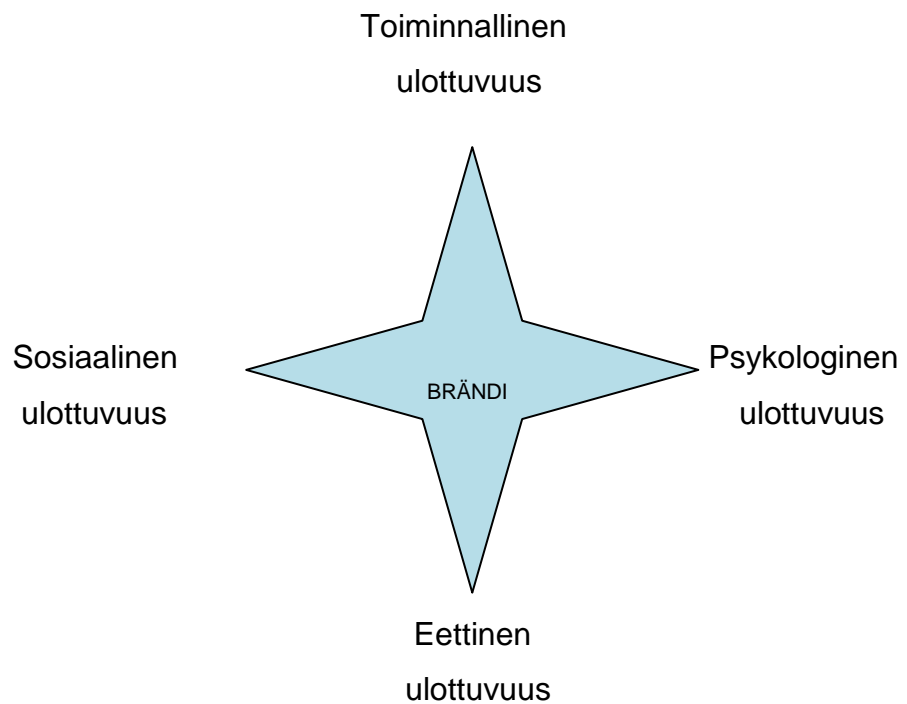 Toiminnallinen
ulottuvuus
Sosiaalinen
ulottuvuus
BRÄNDI
Psykologinen
ulottuvuus
Eettinen
ulottuvuus